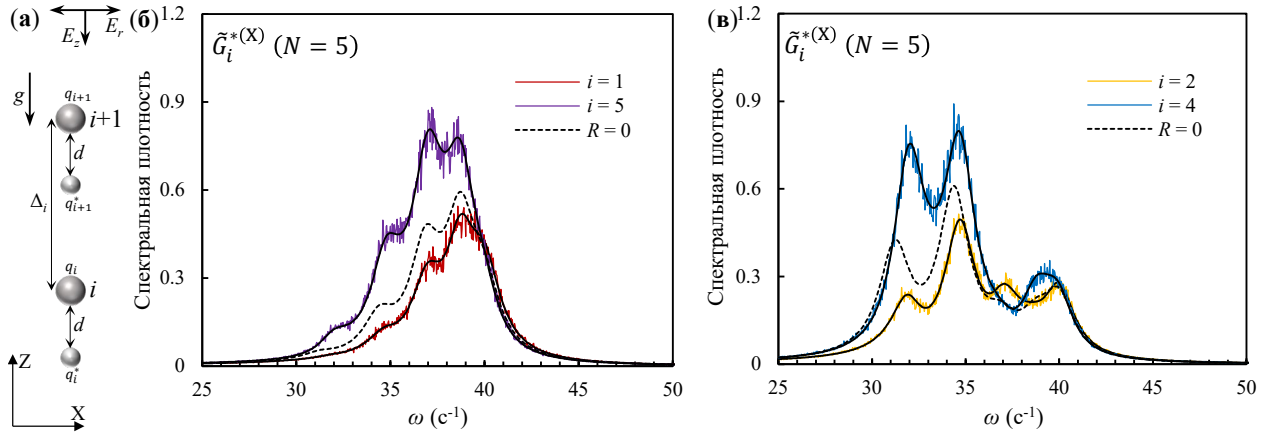 (а)
E_r
E_z
g
q_{i+1}
i+1
d
q^*_{i+1}
Δ_i
q_i
i
d
q^*_i
Z
X
(б)
Спектральная плотность
1.2
0.9
0.6
0.3
0
G̃_i^{*(X)} (N = 5)
i = 1
i = 5
R = 0
25 30 35 40 45 50
ω (с^{-1})
(в)
Спектральная плотность
1.2
0.9
0.6
0.3
0
G̃_i^{*(X)} (N = 5)
i = 2
i = 4
R = 0
25 30 35 40 45 50
ω (с^{-1})